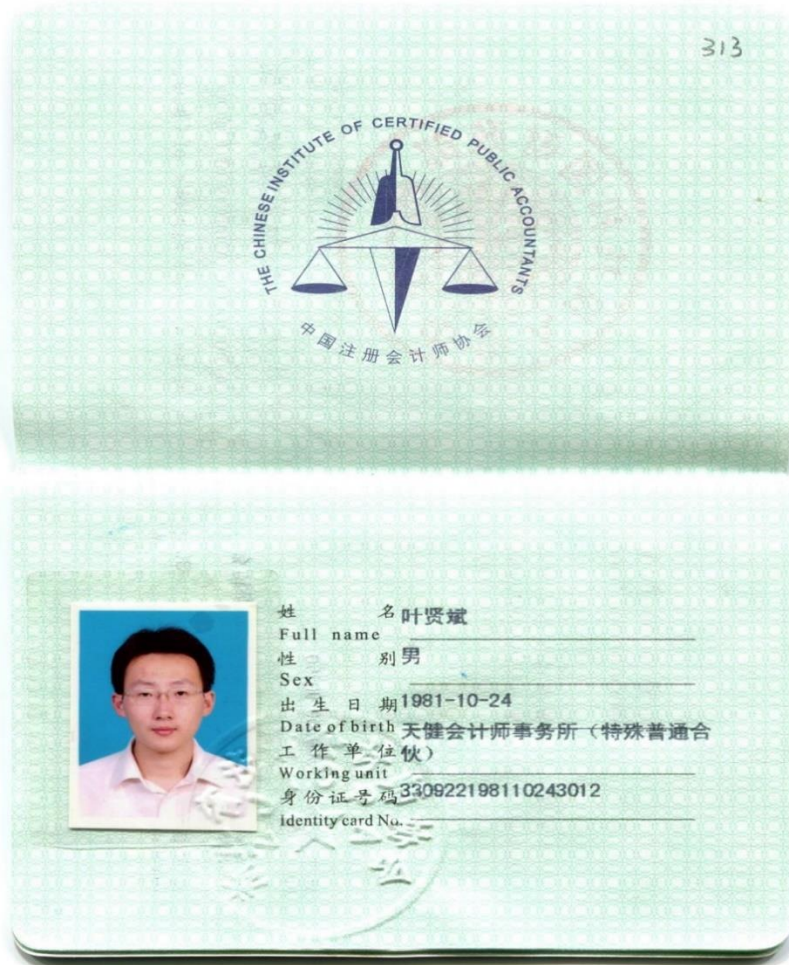 313
THE CHINESE INSTITUTE OF CERTIFIED PUBLIC ACCOUNTANTS
中国注册会计师协会
姓 名 叶贤斌
Full name
性 别 男
Sex
出生日期 1981-10-24
Date of birth
工作单位 天健会计师事务所（特殊普通合伙）
Working unit
身份证号码 330922198110243012
Identity card No.